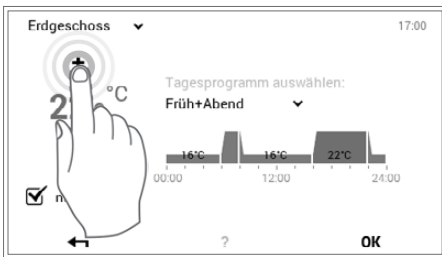 Erdgeschoss
17:00
+
°C
Tagesprogramm auswählen:
Früh+Abend
16°C 16°C 22°C
00:00 12:00 24:00
?
OK